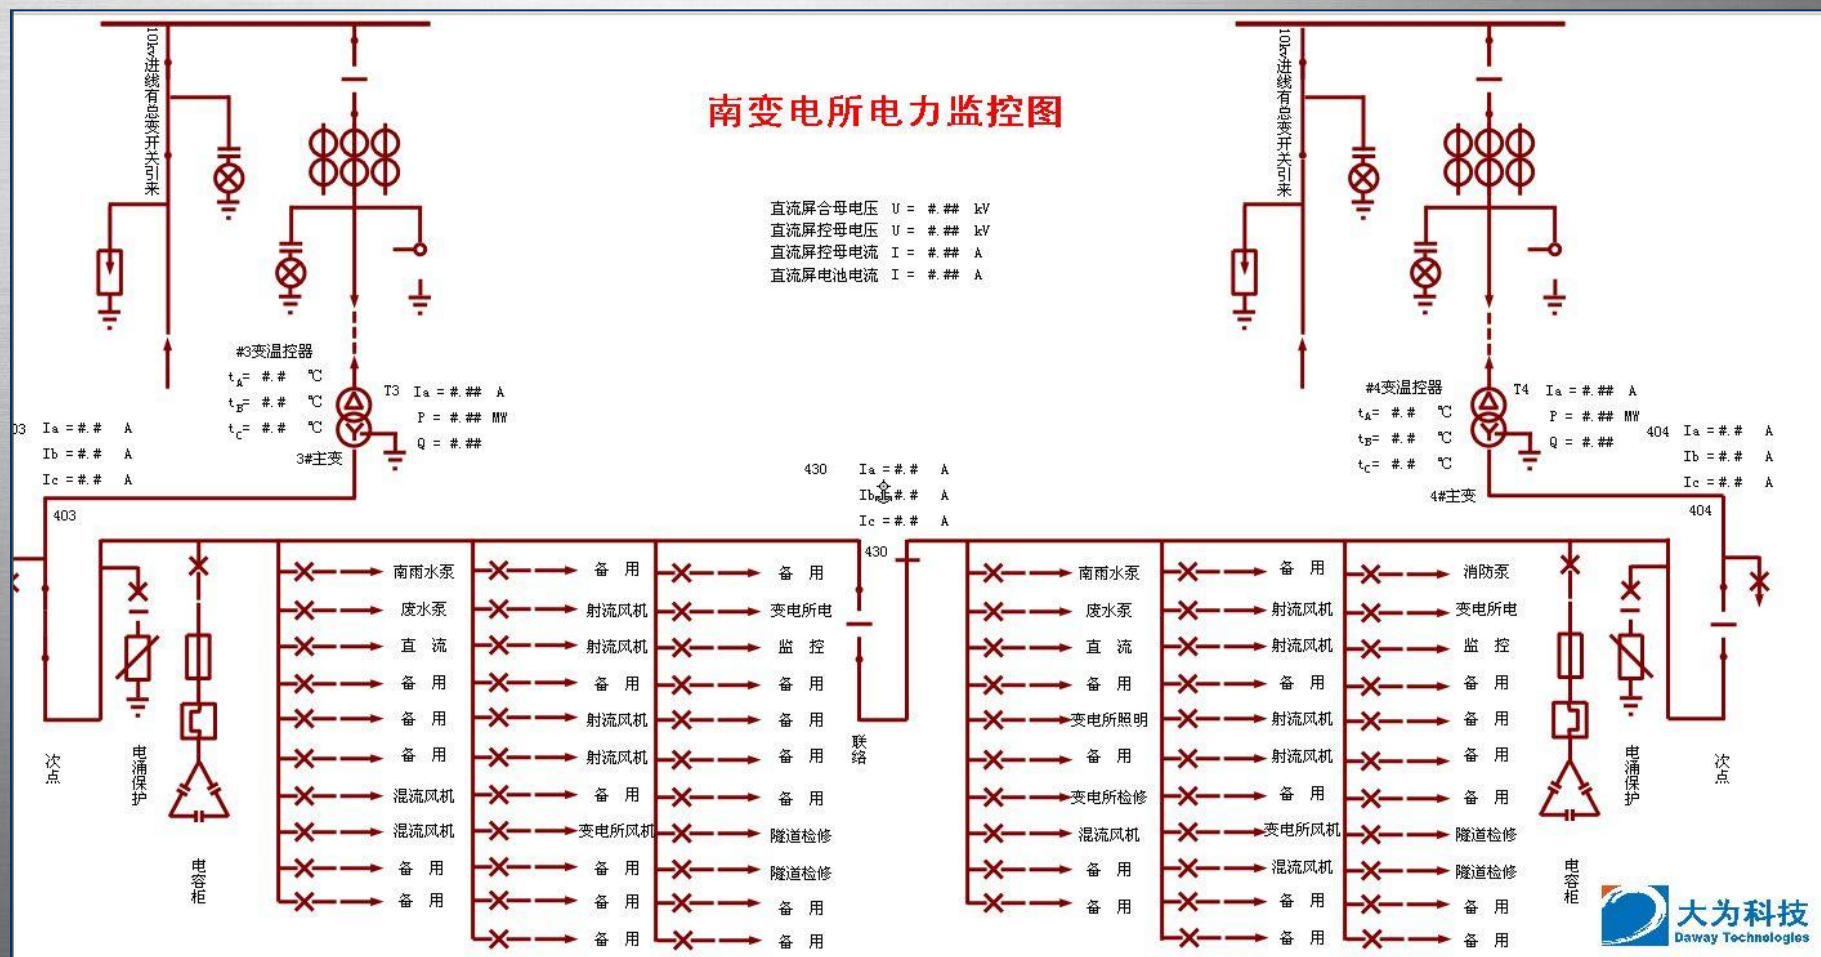 南变电所电力监控图
10kv进线有总变开关引来
10kv进线有总变开关引来
直流屏合母电压 U = #.## kV
直流屏控母电压 U = #.## kV
直流屏控母电流 I = #.## A
直流屏电池电流 I = #.## A
#3变温控器
tA= #.# ℃
tB= #.# ℃
tC= #.# ℃
T3 Ia =#.## A
P = #.## MW
Q = #.##
3#主变
03 Ia =#.# A
Ib =#.# A
Ic =#.# A
403
#4变温控器
tA= #.# ℃
tB= #.# ℃
tC= #.# ℃
T4 Ia =#.## A
P = #.## MW
Q = #.##
4#主变
404 Ia =#.# A
Ib =#.# A
Ic =#.# A
404
430 Ia =#.# A
Ib #.# A
Ic =#.# A
430
次点
电涌保护
电容柜
南雨水泵
废水泵
直 流
备 用
备 用
备 用
混流风机
混流风机
备 用
备 用
备 用
射流风机
射流风机
备 用
射流风机
射流风机
备 用
变电所风机
备 用
备 用
备 用
备 用
变电所电
监 控
备 用
备 用
备 用
备 用
隧道检修
隧道检修
备 用
备 用
联络
南雨水泵
废水泵
直 流
备 用
变电所照明
备 用
变电所检修
混流风机
备 用
备 用
备 用
射流风机
射流风机
备 用
射流风机
射流风机
备 用
变电所风机
混流风机
备 用
备 用
消防泵
变电所电
监 控
备 用
备 用
备 用
备 用
隧道检修
隧道检修
备 用
备 用
电容柜
电涌保护
次点
大为科技
Daway Technologies